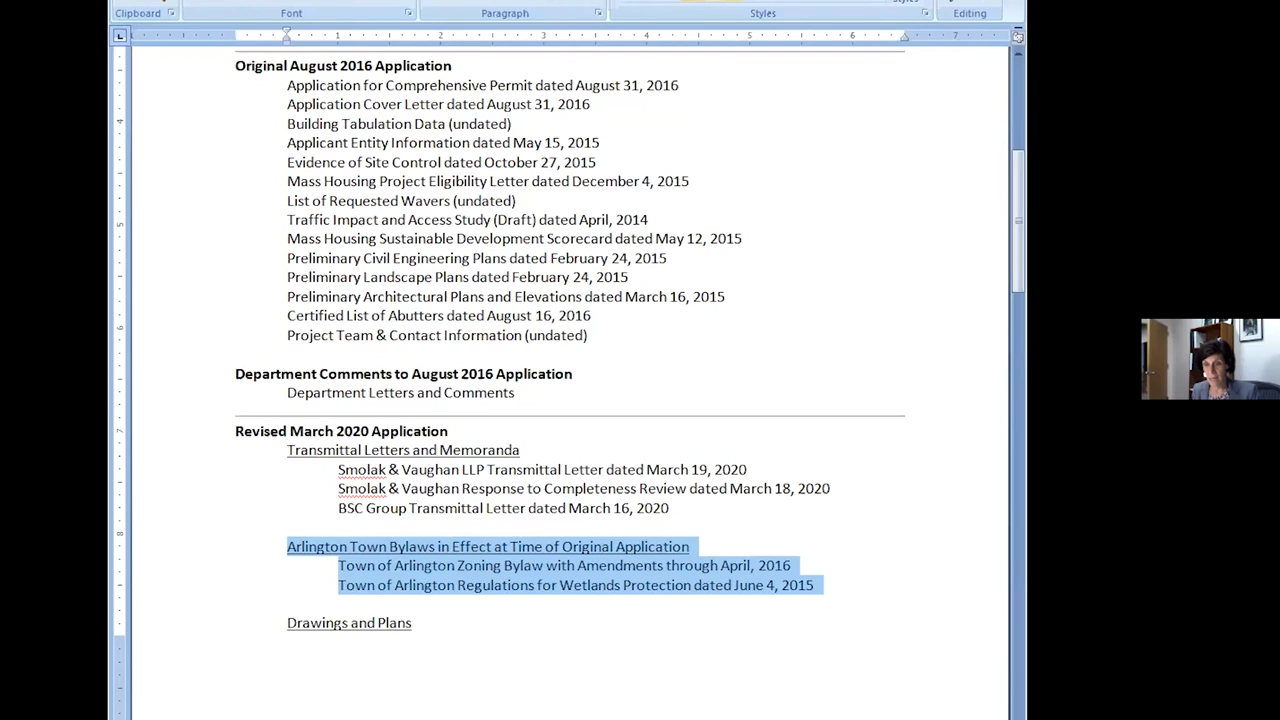 Clipboard
Font
Paragraph
Styles
Editing
1 2 3 4 5 6 7
Original August 2016 Application
Application for Comprehensive Permit dated August 31, 2016
Application Cover Letter dated August 31, 2016
Building Tabulation Data (undated)
Applicant Entity Information dated May 15, 2015
Evidence of Site Control dated October 27, 2015
Mass Housing Project Eligibility Letter dated December 4, 2015
List of Requested Wavers (undated)
Traffic Impact and Access Study (Draft) dated April, 2014
Mass Housing Sustainable Development Scorecard dated May 12, 2015
Preliminary Civil Engineering Plans dated February 24, 2015
Preliminary Landscape Plans dated February 24, 2015
Preliminary Architectural Plans and Elevations dated March 16, 2015
Certified List of Abutters dated August 16, 2016
Project Team & Contact Information (undated)
Department Comments to August 2016 Application
Department Letters and Comments
Revised March 2020 Application
Transmittal Letters and Memoranda
Smolak & Vaughan LLP Transmittal Letter dated March 19, 2020
Smolak & Vaughan Response to Completeness Review dated March 18, 2020
BSC Group Transmittal Letter dated March 16, 2020
Arlington Town Bylaws in Effect at Time of Original Application
Town of Arlington Zoning Bylaw with Amendments through April, 2016
Town of Arlington Regulations for Wetlands Protection dated June 4, 2015
Drawings and Plans